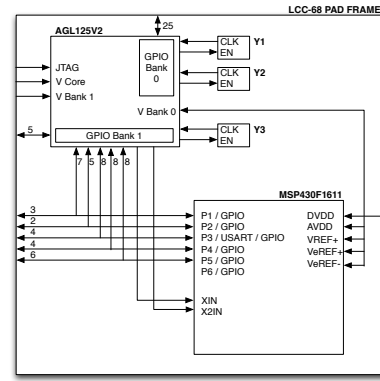 LCC-68 PAD FRAME
25
AGL125V2
CLK Y1
EN
GPIO
Bank
0
JTAG
V Core
V Bank 1
CLK Y2
EN
V Bank 0
5
GPIO Bank 1
CLK Y3
EN
7 5 8 8 8
MSP430F1611
3
2
4
4
6
P1 / GPIO
P2 / GPIO
P3 / USART / GPIO
P4 / GPIO
P5 / GPIO
P6 / GPIO
DVDD
AVDD
VREF+
VeREF+
VeREF-
XIN
X2IN